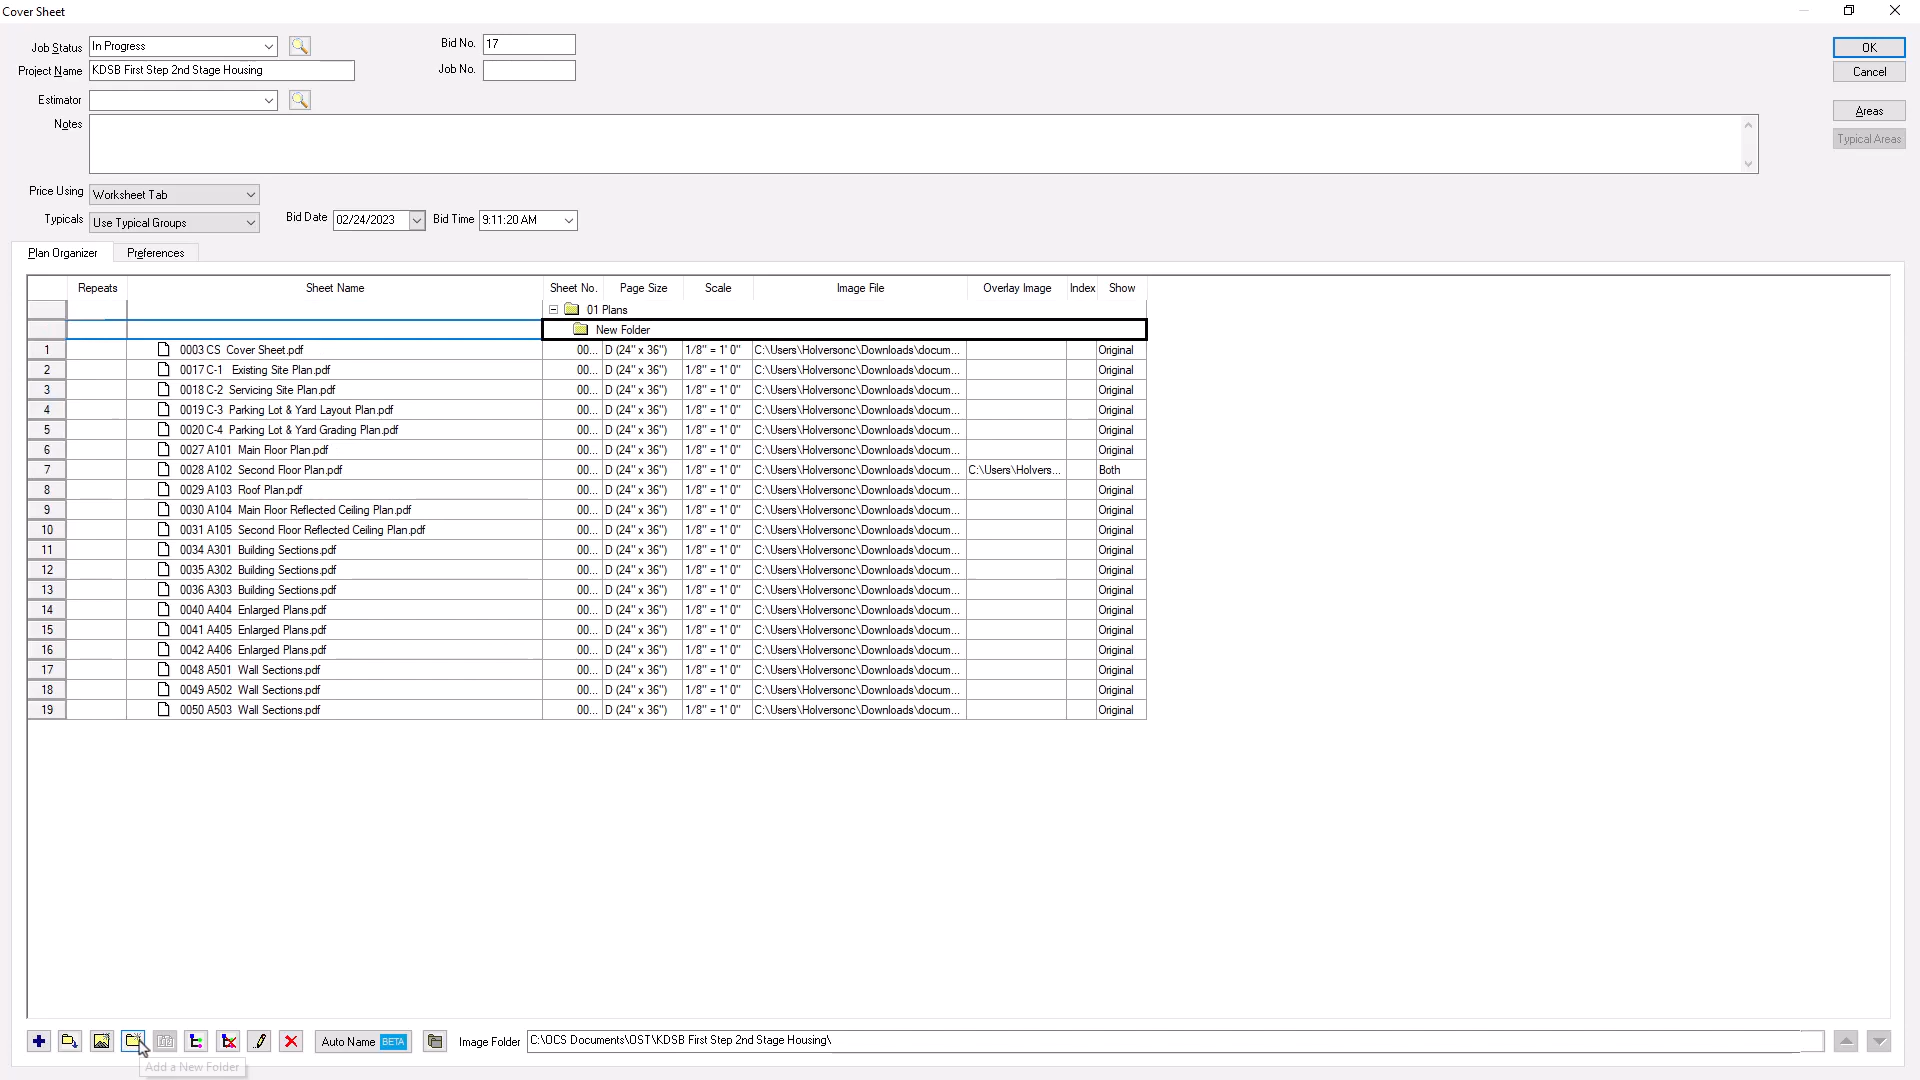 Cover Sheet
Job Status In Progress Bid No. 17 OK
Project Name KDSB First Step 2nd Stage Housing Job No. Cancel
Estimator
Notes Areas
Typical Areas
Price Using Worksheet Tab
Typicals Use Typical Groups Bid Date 02/24/2023 Bid Time 9:11:20 AM
Plan Organizer Preferences
Repeats Sheet Name Sheet No. Page Size Scale Image File Overlay Image Index Show
01 Plans
New Folder
1 0003 CS Cover Sheet.pdf 00... D (24" x 36") 1/8" = 1' 0" C:\Users\Holversonc\Downloads\docum... Original
2 0017 C-1 Existing Site Plan.pdf 00... D (24" x 36") 1/8" = 1' 0" C:\Users\Holversonc\Downloads\docum... Original
3 0018 C-2 Servicing Site Plan.pdf 00... D (24" x 36") 1/8" = 1' 0" C:\Users\Holversonc\Downloads\docum... Original
4 0019 C-3 Parking Lot & Yard Layout Plan.pdf 00... D (24" x 36") 1/8" = 1' 0" C:\Users\Holversonc\Downloads\docum... Original
5 0020 C-4 Parking Lot & Yard Grading Plan.pdf 00... D (24" x 36") 1/8" = 1' 0" C:\Users\Holversonc\Downloads\docum... Original
6 0027 A101 Main Floor Plan.pdf 00... D (24" x 36") 1/8" = 1' 0" C:\Users\Holversonc\Downloads\docum... Original
7 0028 A102 Second Floor Plan.pdf 00... D (24" x 36") 1/8" = 1' 0" C:\Users\Holversonc\Downloads\docum... C:\Users\Holvers... Both
8 0029 A103 Roof Plan.pdf 00... D (24" x 36") 1/8" = 1' 0" C:\Users\Holversonc\Downloads\docum... Original
9 0030 A104 Main Floor Reflected Ceiling Plan.pdf 00... D (24" x 36") 1/8" = 1' 0" C:\Users\Holversonc\Downloads\docum... Original
10 0031 A105 Second Floor Reflected Ceiling Plan.pdf 00... D (24" x 36") 1/8" = 1' 0" C:\Users\Holversonc\Downloads\docum... Original
11 0034 A301 Building Sections.pdf 00... D (24" x 36") 1/8" = 1' 0" C:\Users\Holversonc\Downloads\docum... Original
12 0035 A302 Building Sections.pdf 00... D (24" x 36") 1/8" = 1' 0" C:\Users\Holversonc\Downloads\docum... Original
13 0036 A303 Building Sections.pdf 00... D (24" x 36") 1/8" = 1' 0" C:\Users\Holversonc\Downloads\docum... Original
14 0040 A404 Enlarged Plans.pdf 00... D (24" x 36") 1/8" = 1' 0" C:\Users\Holversonc\Downloads\docum... Original
15 0041 A405 Enlarged Plans.pdf 00... D (24" x 36") 1/8" = 1' 0" C:\Users\Holversonc\Downloads\docum... Original
16 0042 A406 Enlarged Plans.pdf 00... D (24" x 36") 1/8" = 1' 0" C:\Users\Holversonc\Downloads\docum... Original
17 0048 A501 Wall Sections.pdf 00... D (24" x 36") 1/8" = 1' 0" C:\Users\Holversonc\Downloads\docum... Original
18 0049 A502 Wall Sections.pdf 00... D (24" x 36") 1/8" = 1' 0" C:\Users\Holversonc\Downloads\docum... Original
19 0050 A503 Wall Sections.pdf 00... D (24" x 36") 1/8" = 1' 0" C:\Users\Holversonc\Downloads\docum... Original
Auto Name BETA Image Folder C:\OCS Documents\OST\KDSB First Step 2nd Stage Housing\
Add a New Folder